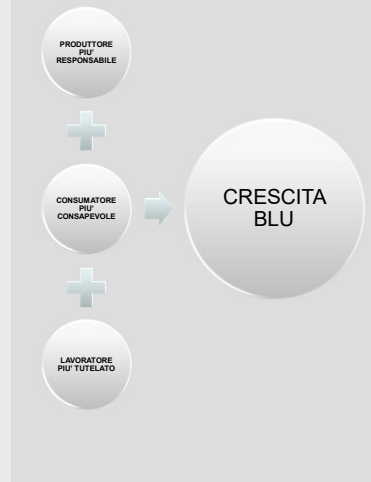 PRODUTTORE
PIU'
RESPONSABILE
CONSUMATORE
PIU'
CONSAPEVOLE
LAVORATORE
PIU' TUTELATO
CRESCITA
BLU